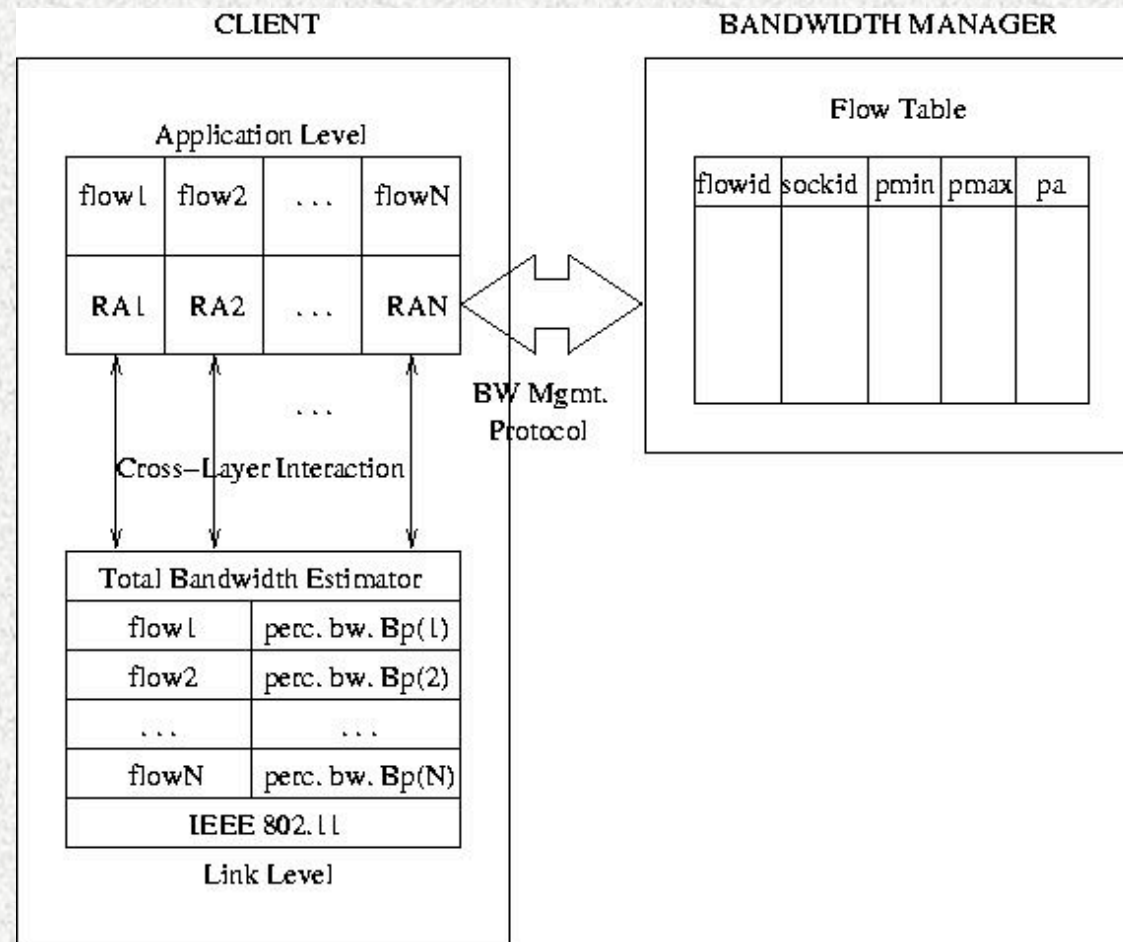 CLIENT
BANDWIDTH MANAGER
Application Level
flow1 flow2 ... flowN
RA1 RA2 ... RAN
...
Cross-Layer Interaction
Total Bandwidth Estimator
flow1 perc. bw. Bp(1)
flow2 perc. bw. Bp(2)
... ...
flowN perc. bw. Bp(N)
IEEE 802.11
Link Level
BW Mgmt.
Protocol
Flow Table
flowid sockid pmin pmax pa